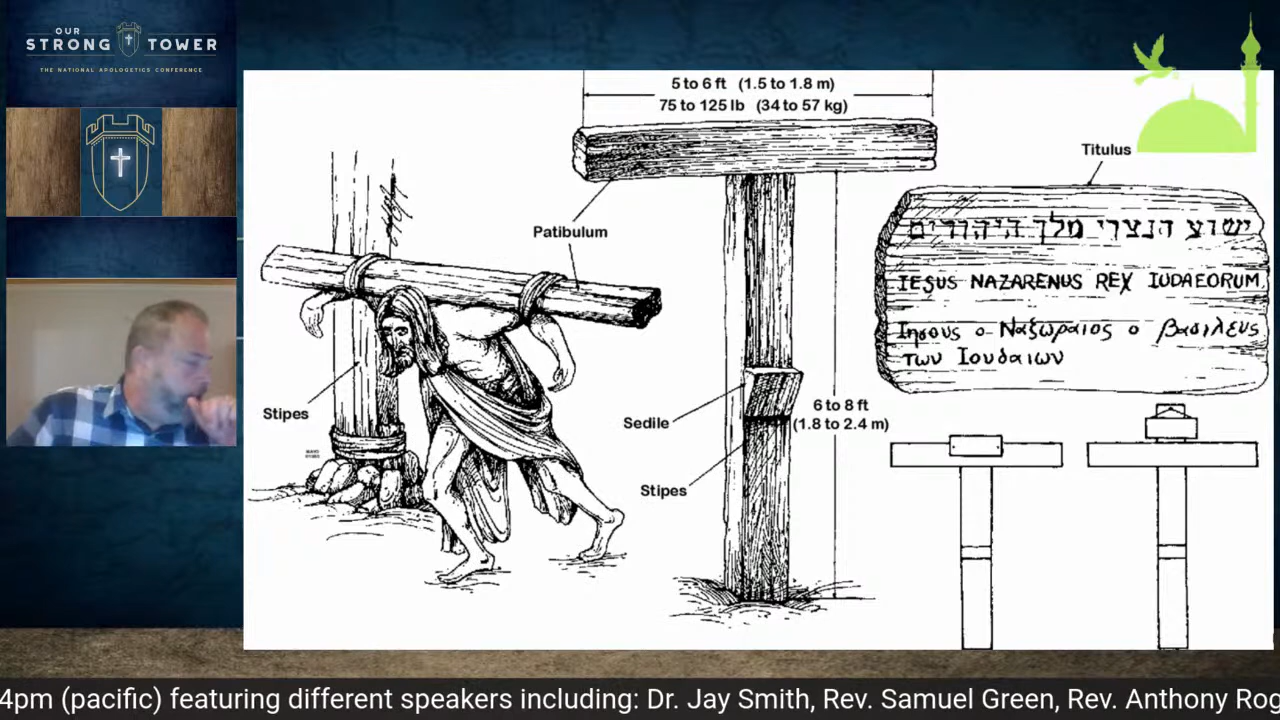 OUR
STRONG TOWER
THE NATIONAL APOLOGETICS CONFERENCE
5 to 6 ft (1.5 to 1.8 m)
75 to 125 lb (34 to 57 kg)
Titulus
Patibulum
ישוע הנצרי מלך היהודים
IESUS NAZARENUS REX IUDAEORUM
Ιησους ο Ναζωραιος ο βασιλευς
των Ιουδαιων
Stipes
Sedile
6 to 8 ft
(1.8 to 2.4 m)
Stipes
4pm (pacific) featuring different speakers including: Dr. Jay Smith, Rev. Samuel Green, Rev. Anthony Rog